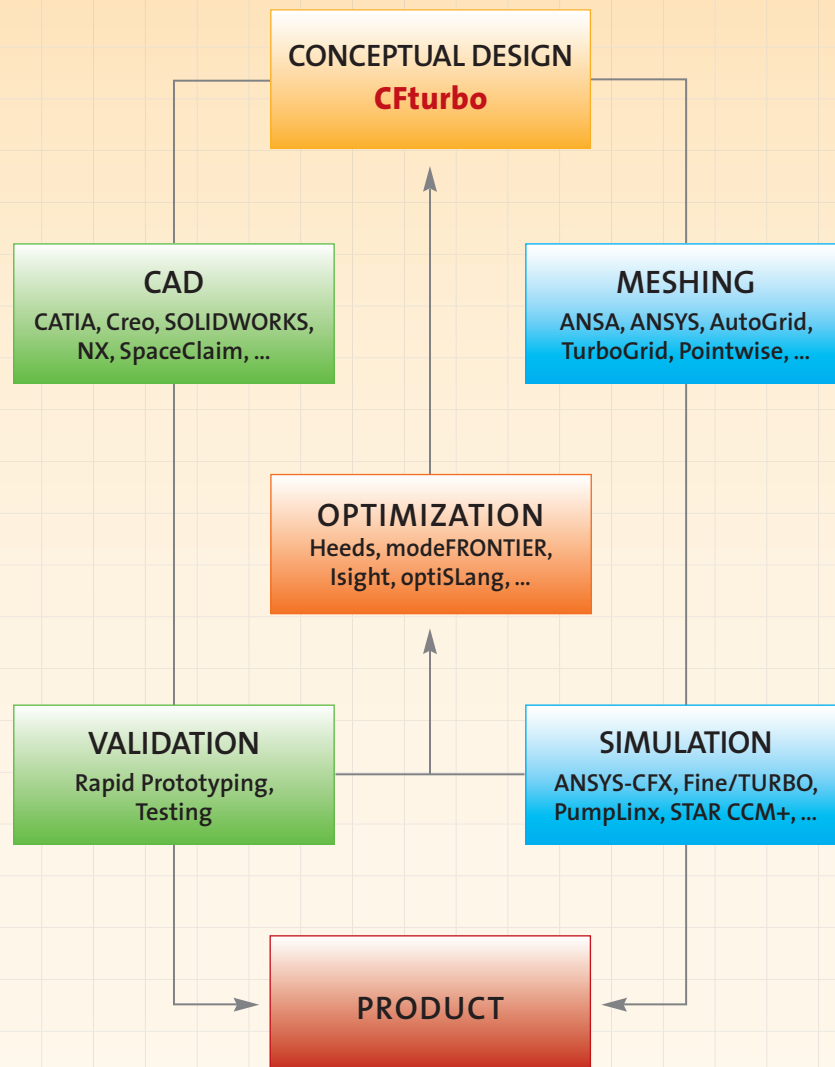 CONCEPTUAL DESIGN
CFturbo
CAD
CATIA, Creo, SOLIDWORKS,
NX, SpaceClaim, ...
MESHING
ANSA, ANSYS, AutoGrid,
TurboGrid, Pointwise, ...
OPTIMIZATION
Heeds, modeFRONTIER,
Isight, optiSLang, ...
VALIDATION
Rapid Prototyping,
Testing
SIMULATION
ANSYS-CFX, Fine/TURBO,
PumpLinx, STAR CCM+, ...
PRODUCT